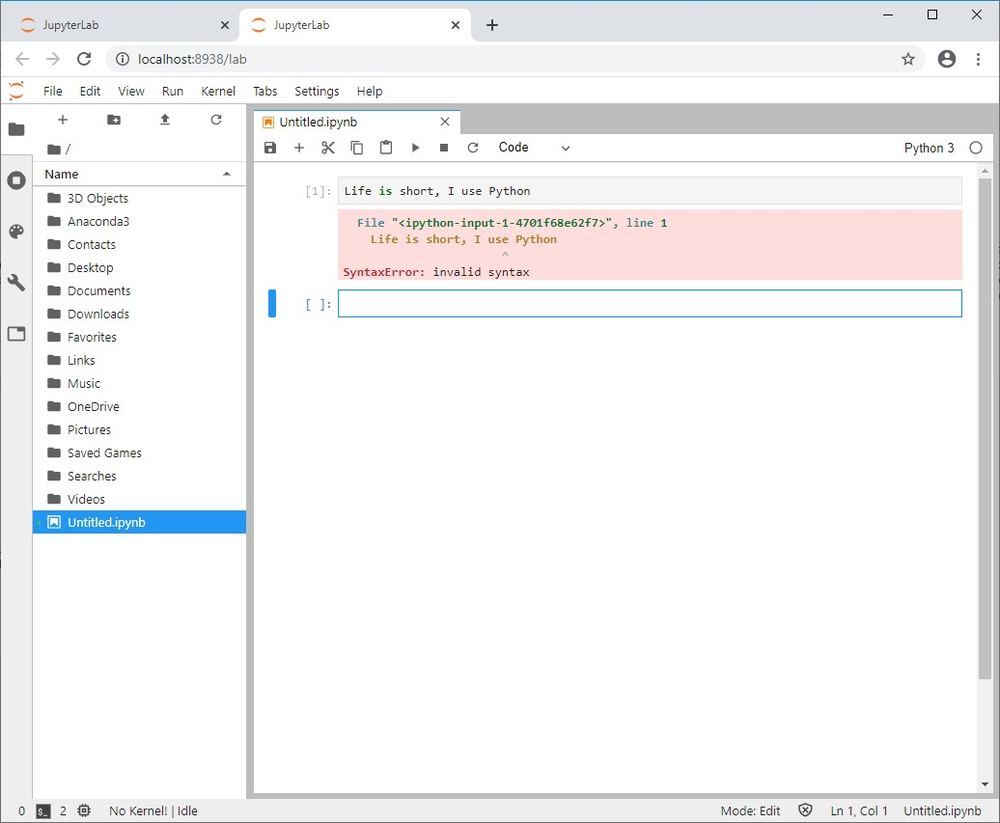 JupyterLab
JupyterLab
localhost:8938/lab
File Edit View Run Kernel Tabs Settings Help
/
Name
3D Objects
Anaconda3
Contacts
Desktop
Documents
Downloads
Favorites
Links
Music
OneDrive
Pictures
Saved Games
Searches
Videos
Untitled.ipynb
Untitled.ipynb
Code
Python 3
[1]: Life is short, I use Python
File "<ipython-input-1-4701f68e62f7>", line 1
Life is short, I use Python
^
SyntaxError: invalid syntax
[ ]:
0 $_ 2 No Kernel! | Idle
Mode: Edit Ln 1, Col 1 Untitled.ipynb